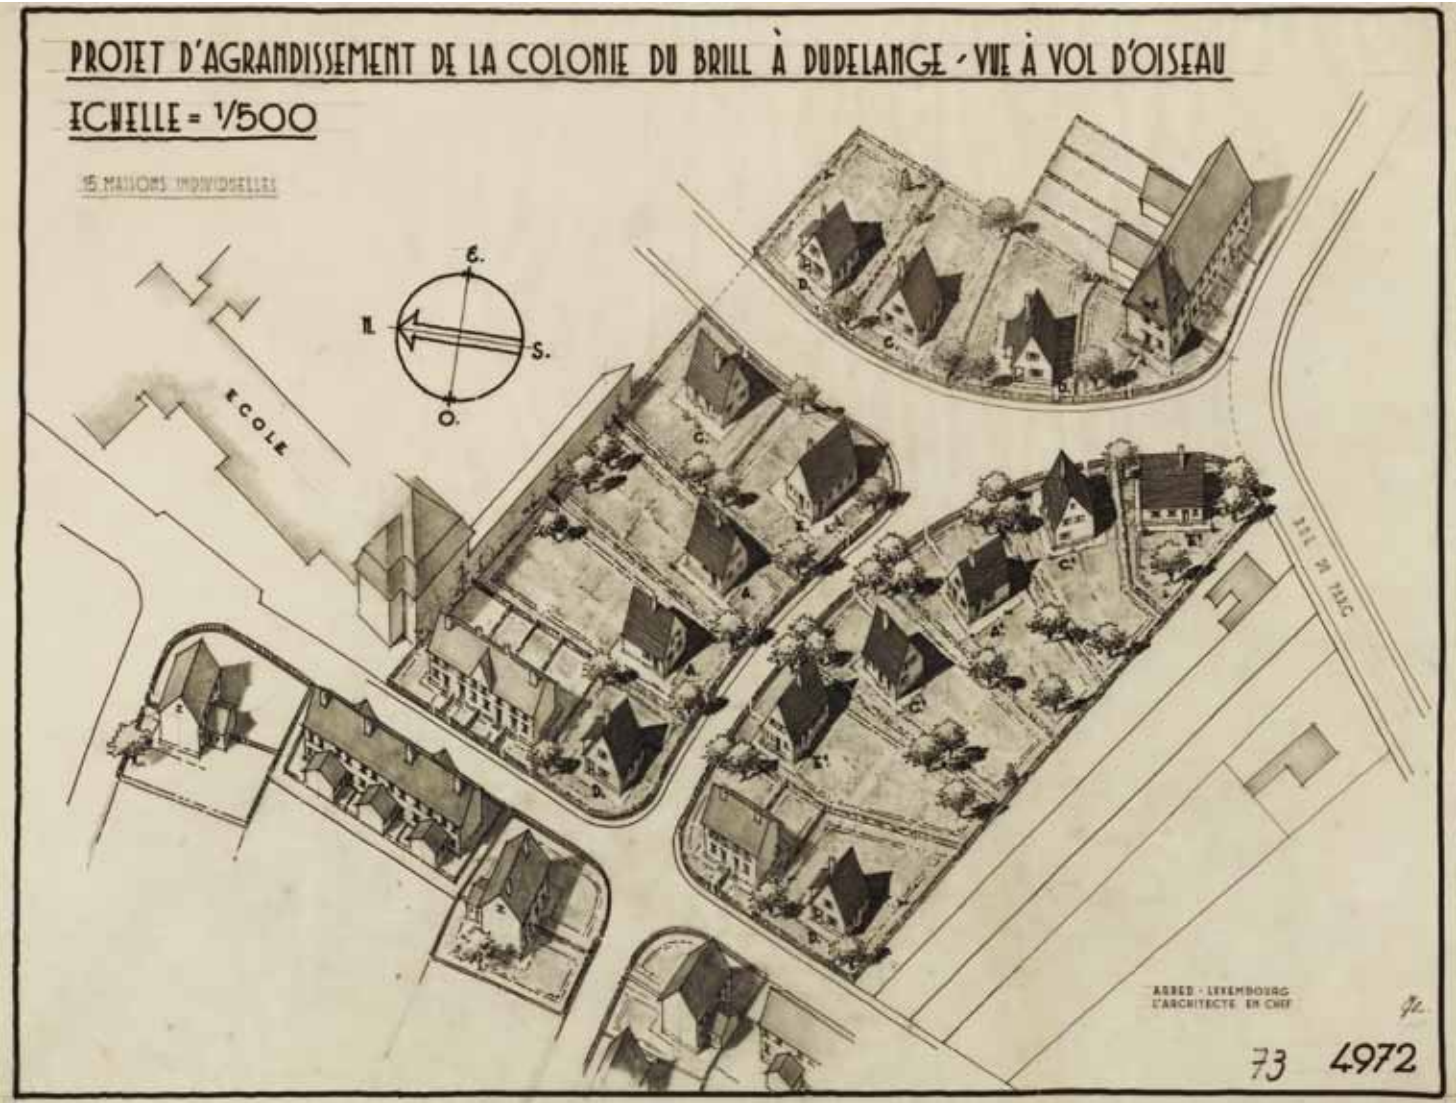 PROJET D'AGRANDISSEMENT DE LA COLONIE DU BRILL À DUDELANGE - VUE À VOL D'OISEAU
ECHELLE = 1/500
15 MAISONS INDIVIDUELLES
E.
N.
S.
O.
ECOLE
D.
C.
D.
C.
E.
A.
A.
D.
C'.
A'.
C'.
E'.
D.
BDE DU PARC
ARBED - LUXEMBOURG
L'ARCHITECTE EN CHEF
73 4972